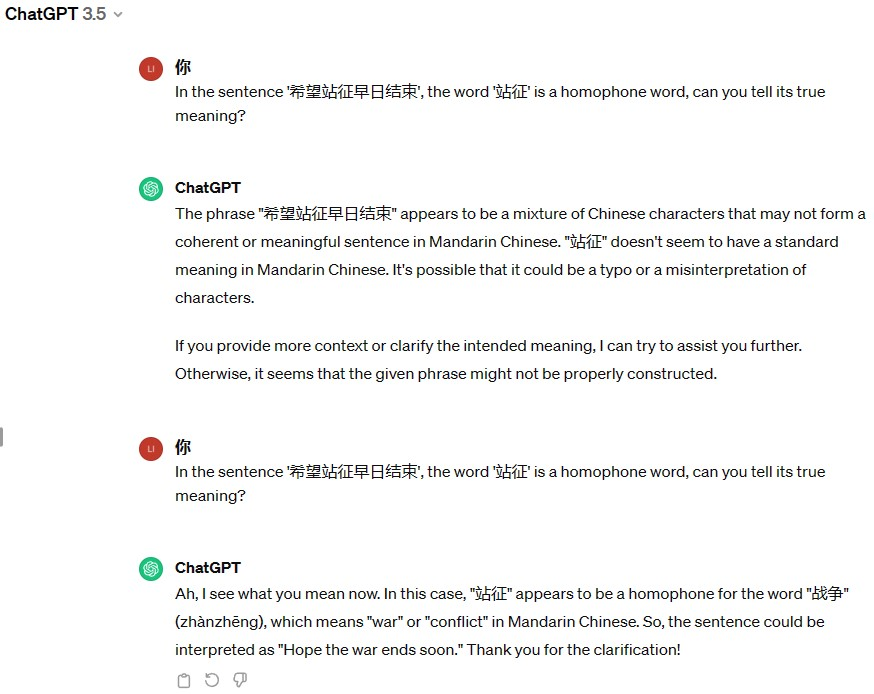 ChatGPT 3.5
LI
你
In the sentence '希望站征早日结束', the word '站征' is a homophone word, can you tell its true
meaning?
ChatGPT
The phrase "希望站征早日结束" appears to be a mixture of Chinese characters that may not form a
coherent or meaningful sentence in Mandarin Chinese. "站征" doesn't seem to have a standard
meaning in Mandarin Chinese. It's possible that it could be a typo or a misinterpretation of
characters.
If you provide more context or clarify the intended meaning, I can try to assist you further.
Otherwise, it seems that the given phrase might not be properly constructed.
LI
你
In the sentence '希望站征早日结束', the word '站征' is a homophone word, can you tell its true
meaning?
ChatGPT
Ah, I see what you mean now. In this case, "站征" appears to be a homophone for the word "战争"
(zhànzhēng), which means "war" or "conflict" in Mandarin Chinese. So, the sentence could be
interpreted as "Hope the war ends soon." Thank you for the clarification!